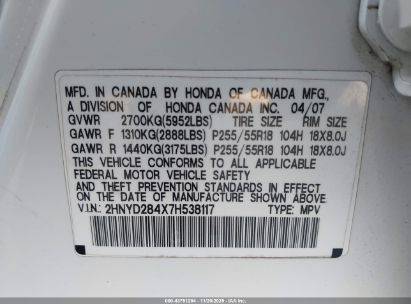 MFD. IN CANADA BY HONDA OF CANADA MFG.,
A DIVISION OF HONDA CANADA INC. 04/07
GVWR 2700KG(5952LBS) TIRE SIZE RIM SIZE
GAWR F 1310KG(2888LBS) P255/55R18 104H 18X8.0J
GAWR R 1440KG(3175LBS) P255/55R18 104H 18X8.0J
THIS VEHICLE CONFORMS TO ALL APPLICABLE
FEDERAL MOTOR VEHICLE SAFETY
AND THEFT PREVENTION STANDARDS IN EFFECT
ON THE DATE OF MANUFACTURE SHOWN ABOVE.
V.I.N.: 2HNYD284X7H538117 TYPE: MPV